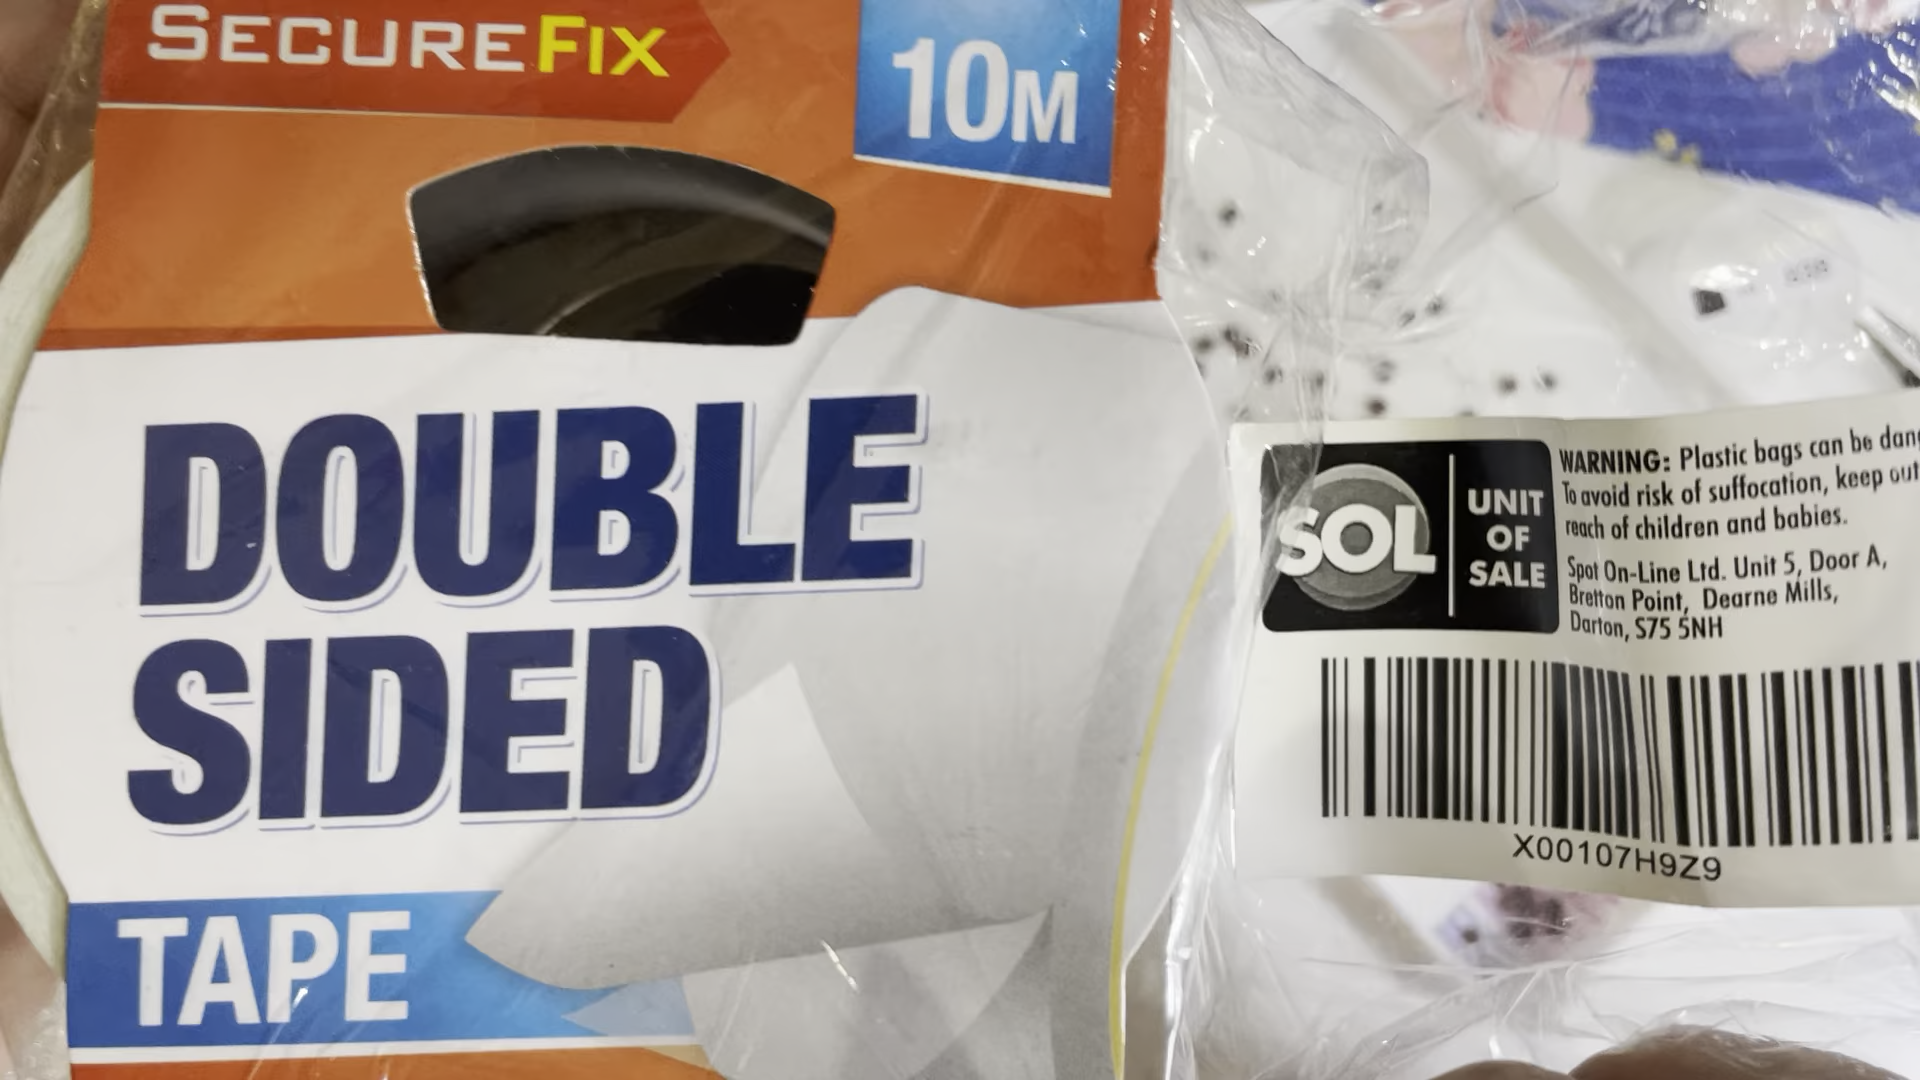 SECUREFIX
10M
DOUBLE
SIDED
TAPE
SOL
UNIT
OF
SALE
WARNING: Plastic bags can be
To avoid risk of suffocation, keep out
reach of children and babies.
Spot On-Line Ltd. Unit 5, Door A,
Bretton Point, Dearne Mills,
Darton, S75 5NH
X00107H9Z9